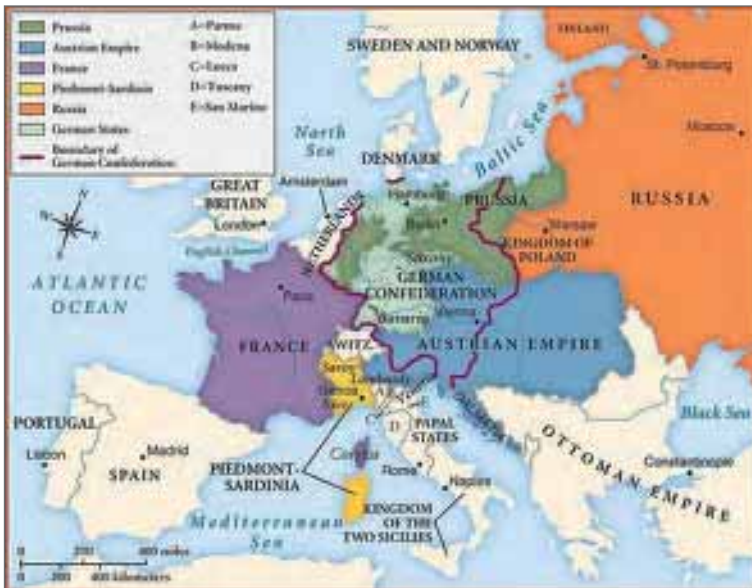 Prussia
Austrian Empire
France
Piedmont-Sardinia
Russia
German States
Boundary of
German Confederation
A=Parma
B=Modena
C=Lucca
D=Tuscany
E=San Marino
SWEDEN AND NORWAY
FINLAND
St. Petersburg
Moscow
North
Sea
Baltic Sea
DENMARK
GREAT
BRITAIN
London
Amsterdam
NETHERLANDS
Hamburg
PRUSSIA
Berlin
RUSSIA
Warsaw
KINGDOM OF
POLAND
English Channel
Saxony
GERMAN
CONFEDERATION
ATLANTIC
OCEAN
Paris
Bavaria
Vienna
FRANCE
SWITZ.
AUSTRIAN EMPIRE
Savoy
Lombardy
Genoa
A
B
E
C
D
PAPAL
STATES
Black Sea
PORTUGAL
Lisbon
Madrid
SPAIN
Corsica
PIEDMONT-
SARDINIA
Rome
Naples
OTTOMAN EMPIRE
Constantinople
KINGDOM
OF THE
TWO SICILIES
Mediterranean
Sea
N
E
S
W
0 200 400 miles
0 200 400 kilometers